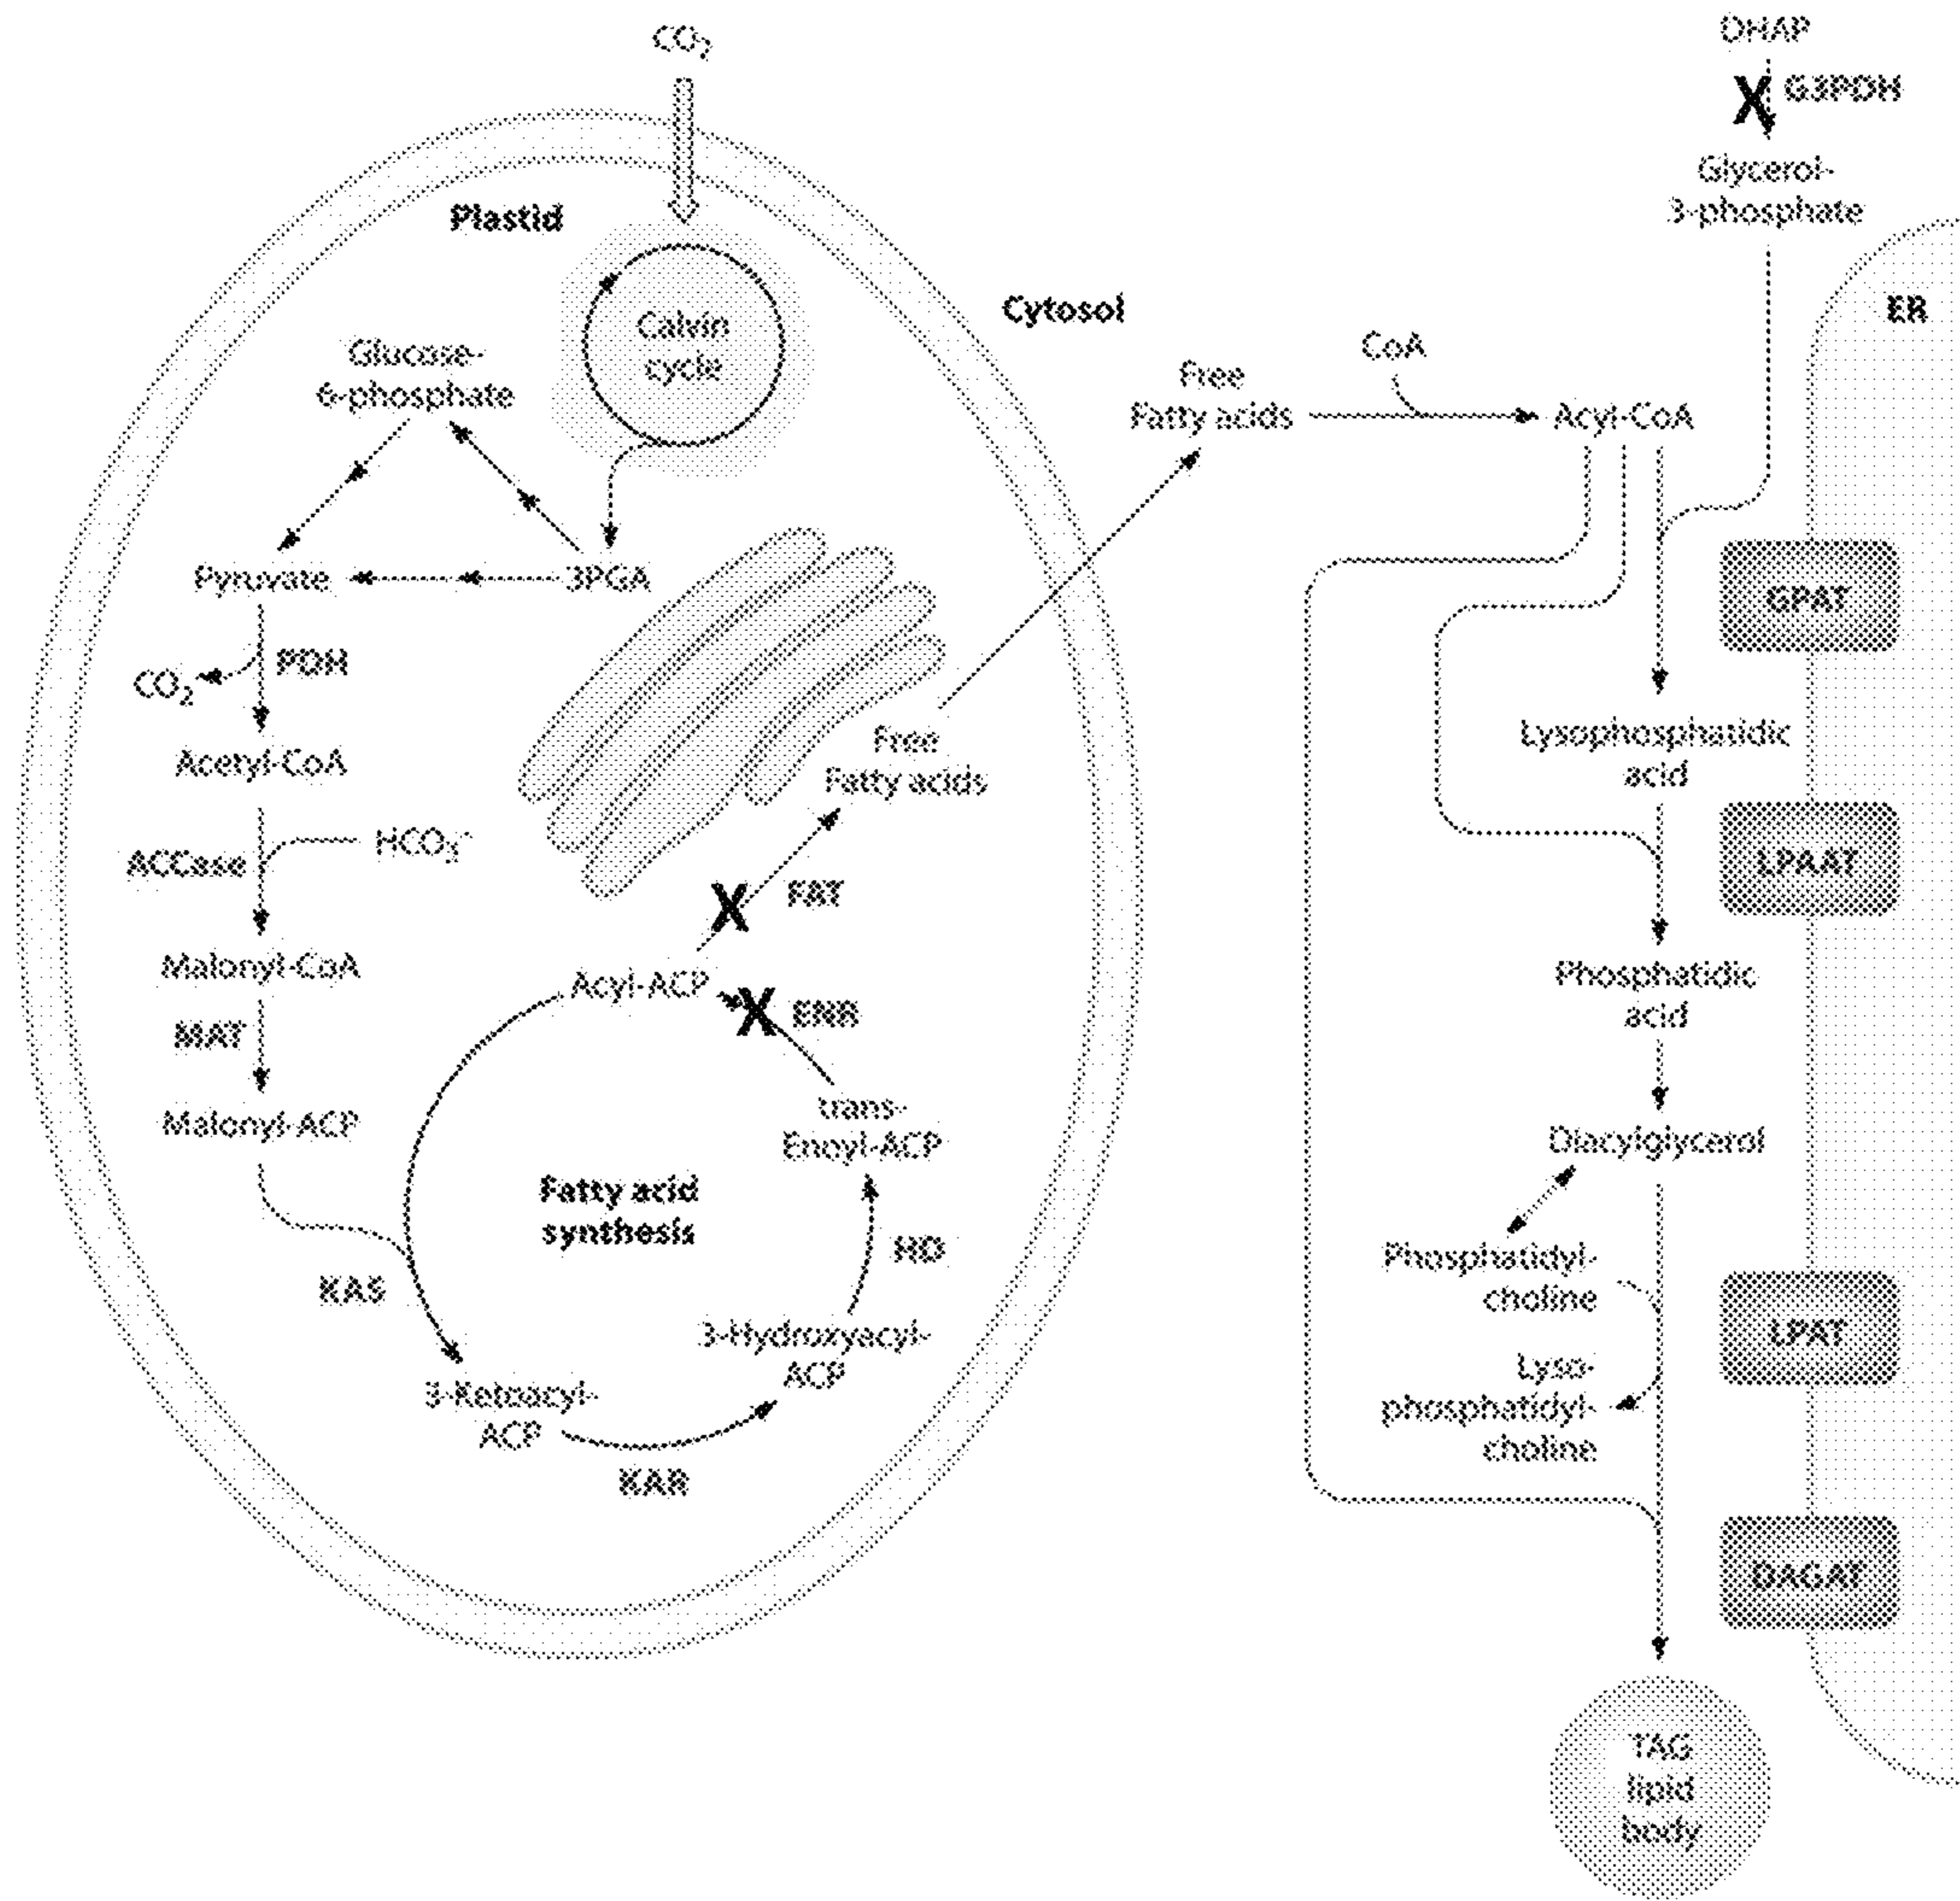 CO2
DHAP
X
G3PDH
Glycerol-
3-phosphate
Plastid
Cytosol
ER
Calvin
cycle
Glucose-
6-phosphate
Free
Fatty acids
CoA
Acyl-CoA
Pyruvate
3PGA
GPAT
CO2
PDH
Acetyl-CoA
Free
Fatty acids
Lysophosphatidic
acid
ACCase
HCO3-
LPAAT
X
FAT
Malonyl-CoA
Acyl-ACP
X
ENR
Phosphatidic
acid
MAT
Malonyl-ACP
trans-
Enoyl-ACP
Diacylglycerol
Fatty acid
synthesis
HD
Phosphatidyl-
choline
KAS
LPAT
3-Hydroxyacyl-
ACP
Lyso-
phosphatidyl-
choline
3-Ketoacyl-
ACP
KAR
DAGAT
TAG
lipid
body